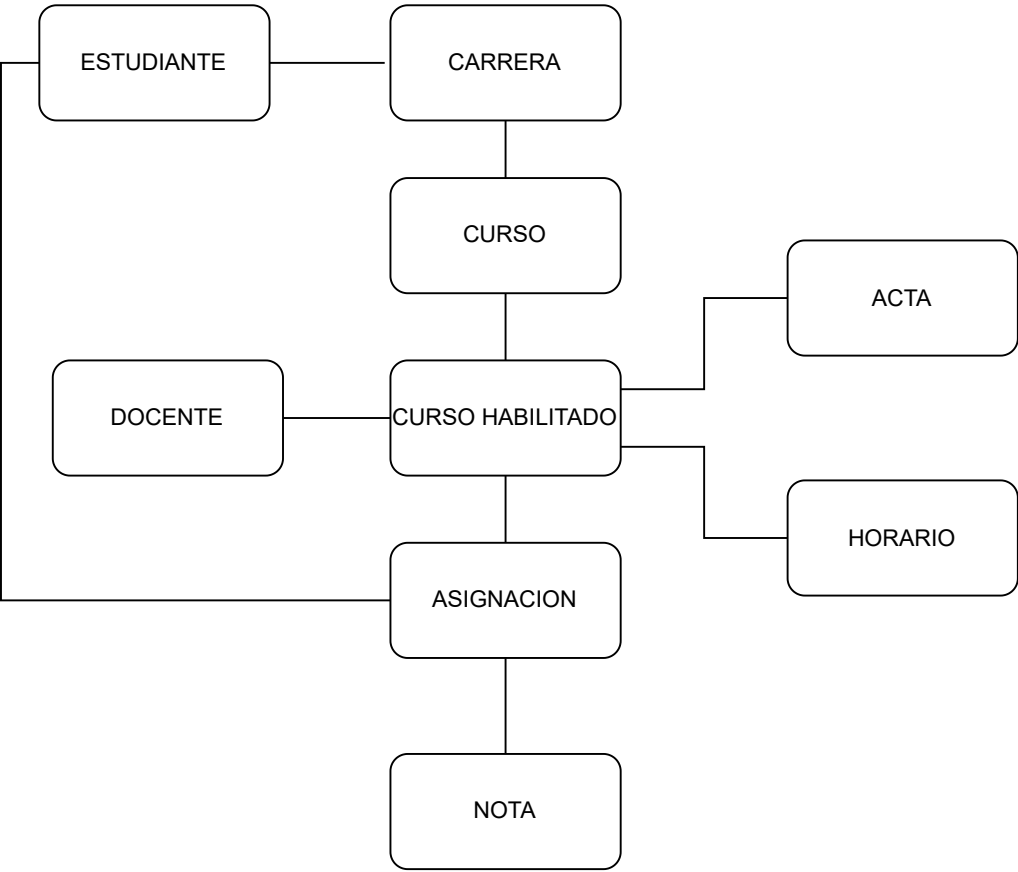 ESTUDIANTE
CARRERA
CURSO
ACTA
DOCENTE
CURSO HABILITADO
HORARIO
ASIGNACION
NOTA